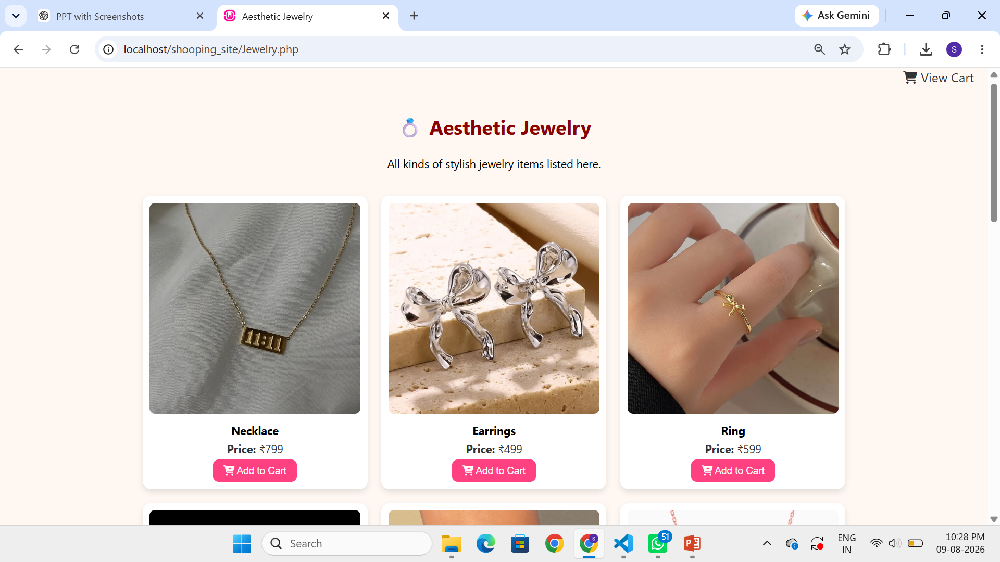 PPT with Screenshots
Aesthetic Jewelry
Ask Gemini
localhost/shooping_site/Jewelry.php
S
View Cart
Aesthetic Jewelry
All kinds of stylish jewelry items listed here.
11:11
Necklace
Price: ₹799
Add to Cart
Earrings
Price: ₹499
Add to Cart
Ring
Price: ₹599
Add to Cart
Search
S
51
P
ENG
IN
10:28 PM
09-08-2026